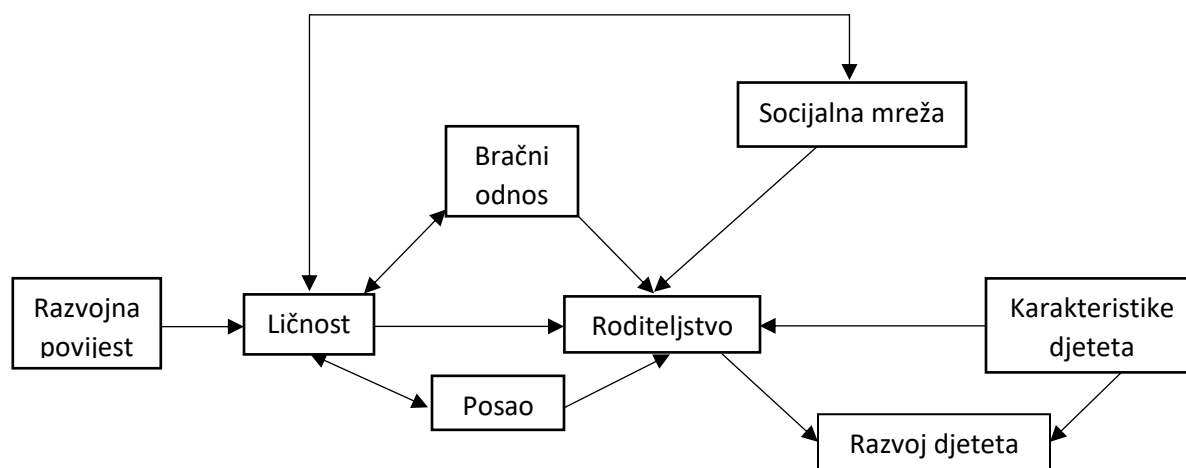 Socijalna mreža
Bračni
odnos
Razvojna
povijest
Ličnost
Roditeljstvo
Karakteristike
djeteta
Posao
Razvoj djeteta